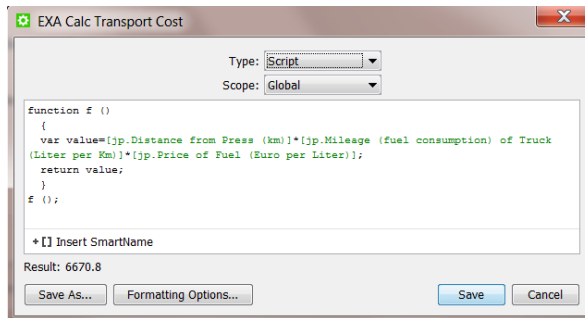 EXA Calc Transport Cost
Type: Script
Scope: Global
function f ()
{
var value=[jp.Distance from Press (km)]*[jp.Mileage (fuel consumption) of Truck
(Liter per Km)]*[jp.Price of Fuel (Euro per Liter)];
return value;
}
f ();
+[] Insert SmartName
Result: 6670.8
Save As... Formatting Options... Save Cancel